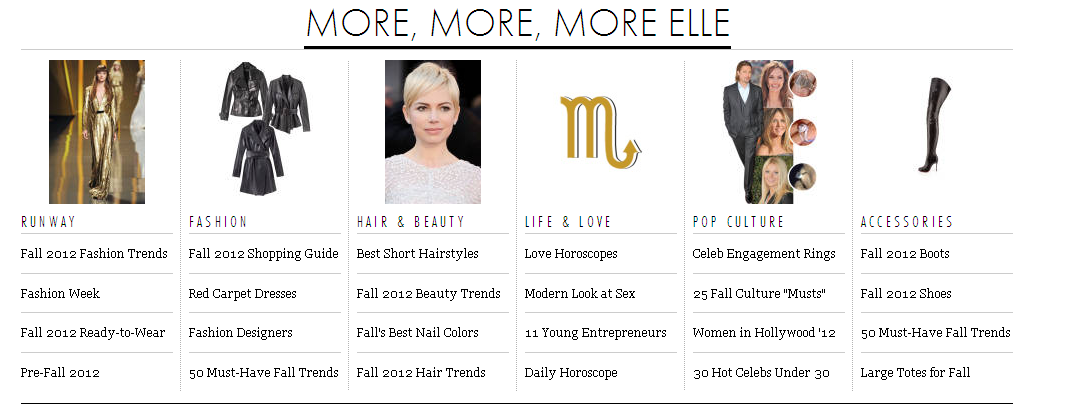 MORE, MORE, MORE ELLE
RUNWAY
Fall 2012 Fashion Trends
Fashion Week
Fall 2012 Ready-to-Wear
Pre-Fall 2012
FASHION
Fall 2012 Shopping Guide
Red Carpet Dresses
Fashion Designers
50 Must-Have Fall Trends
HAIR & BEAUTY
Best Short Hairstyles
Fall 2012 Beauty Trends
Fall's Best Nail Colors
Fall 2012 Hair Trends
LIFE & LOVE
Love Horoscopes
Modern Look at Sex
11 Young Entrepreneurs
Daily Horoscope
POP CULTURE
Celeb Engagement Rings
25 Fall Culture "Musts"
Women in Hollywood '12
30 Hot Celebs Under 30
ACCESSORIES
Fall 2012 Boots
Fall 2012 Shoes
50 Must-Have Fall Trends
Large Totes for Fall